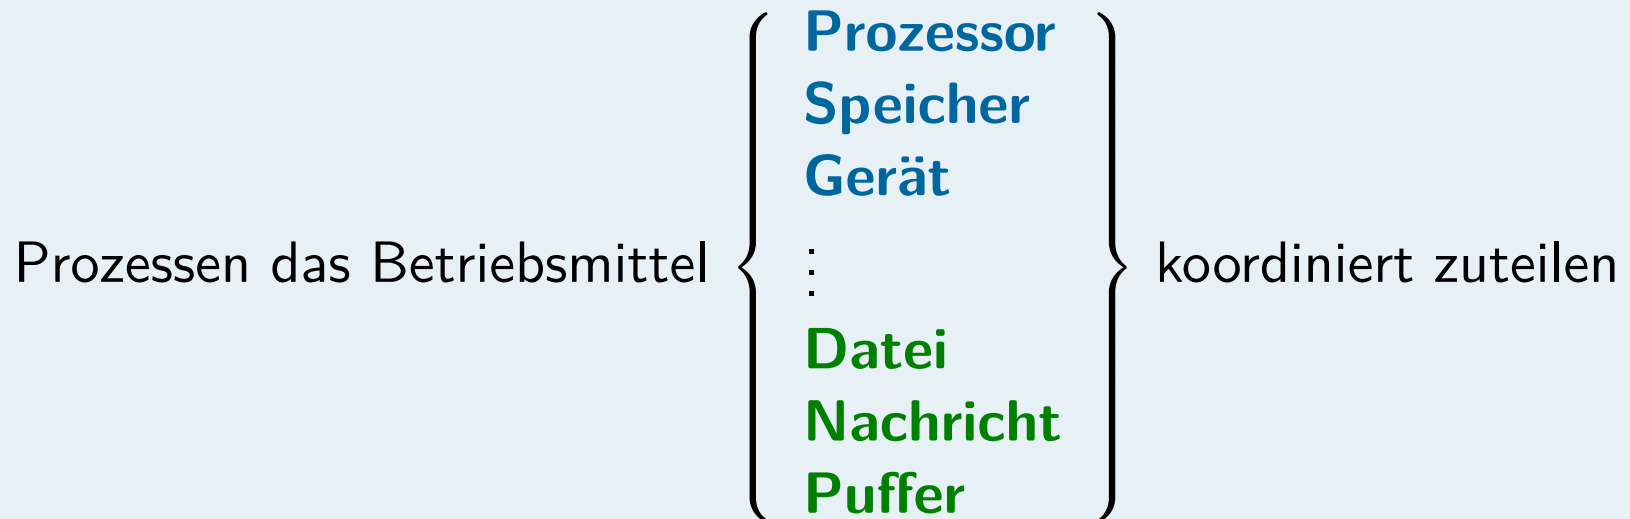 Prozessor
Speicher
Gerät
Prozessen das Betriebsmittel { ⋮ } koordiniert zuteilen
Datei
Nachricht
Puffer